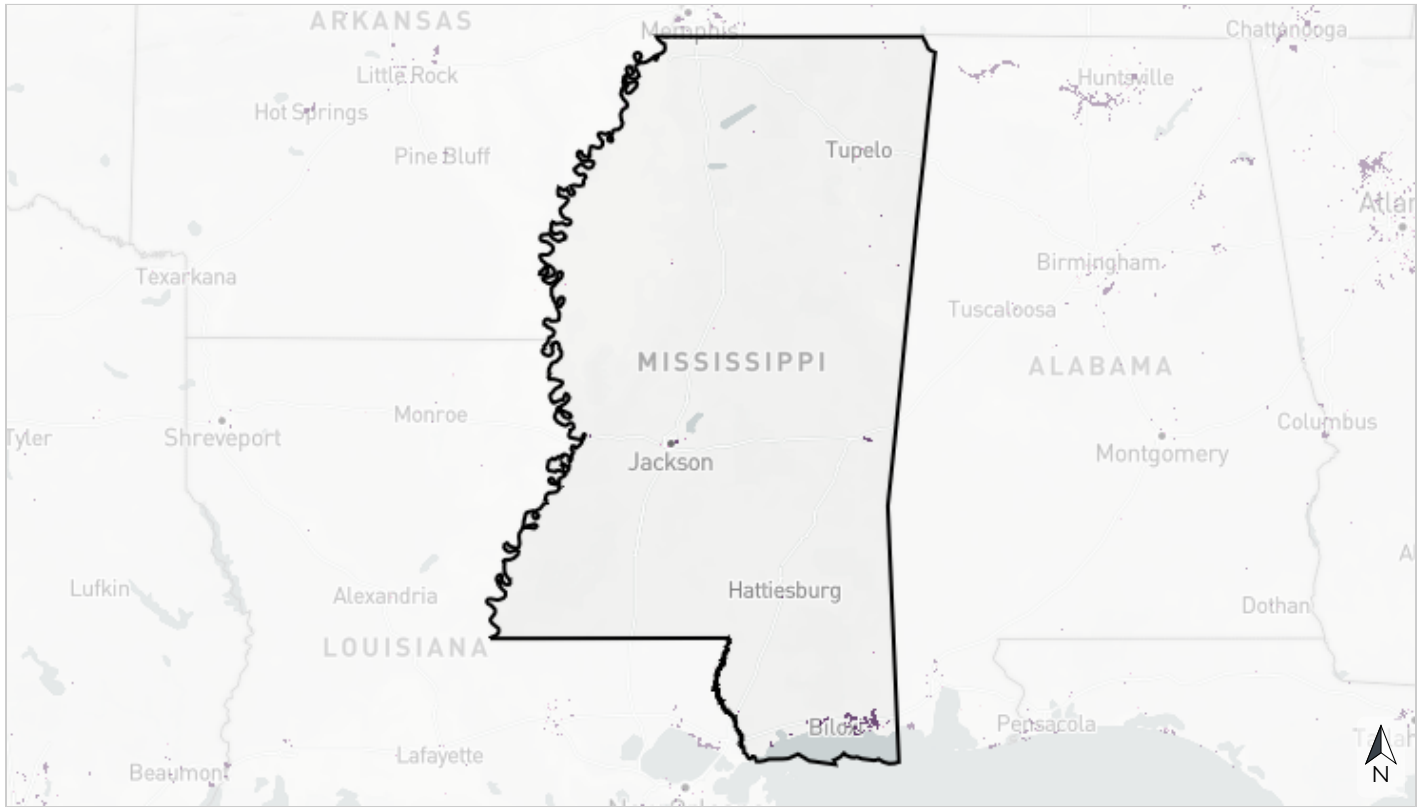 ARKANSAS
Memphis
Chattanooga
Little Rock
Huntsville
Hot Springs
Pine Bluff
Tupelo
Birmingham
Texarkana
Tuscaloosa
MISSISSIPPI
ALABAMA
Monroe
Columbus
Tyler
Shreveport
Montgomery
Jackson
Lufkin
Alexandria
Hattiesburg
Dothan
LOUISIANA
Pensacola
Biloxi
Lafayette
Beaumont
N